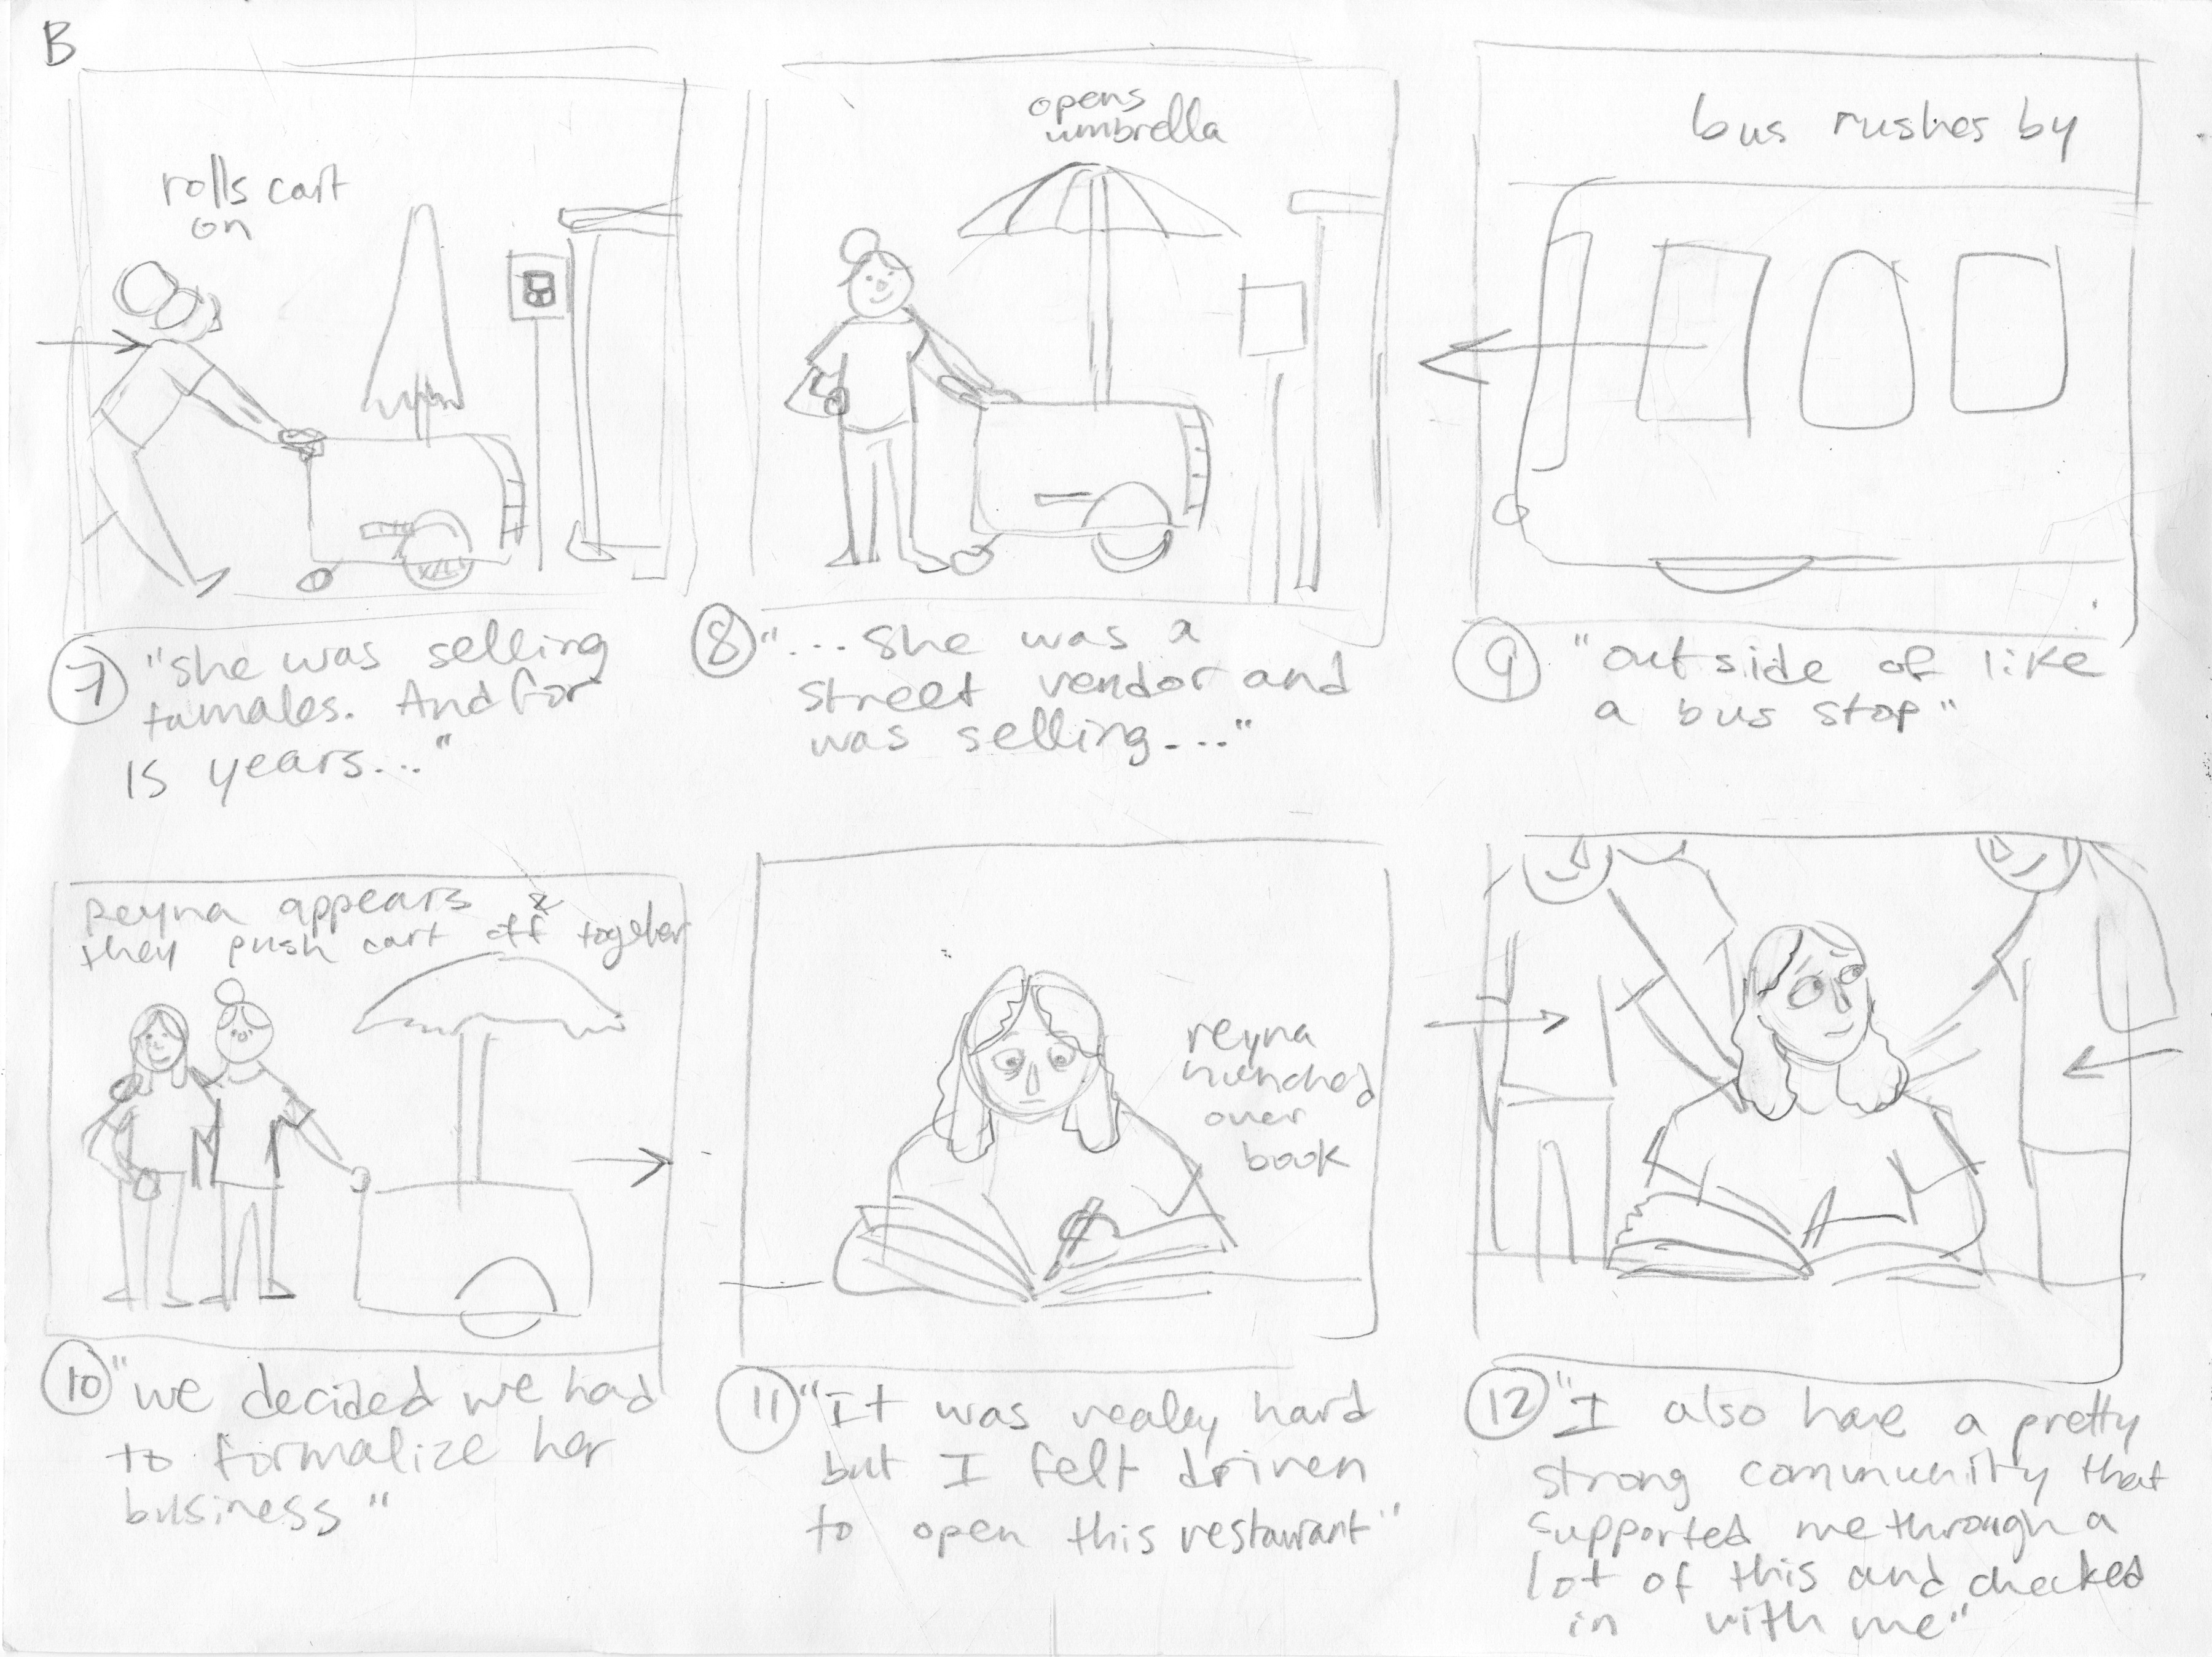 B
rolls cart
on
7 "she was selling
tamales. And for
15 years..."
opens
umbrella
8 "...she was a
street vendor and
was selling...."
bus rushes by
9 "outside of like
a bus stop"
Reyna appears &
they push cart off together
10 "we decided we had
to formalize her
business"
reyna
hunched
over
book
11 "It was really hard
but I felt driven
to open this restaurant"
12 "I also have a pretty
strong community that
supported me through a
lot of this and checked
in with me"